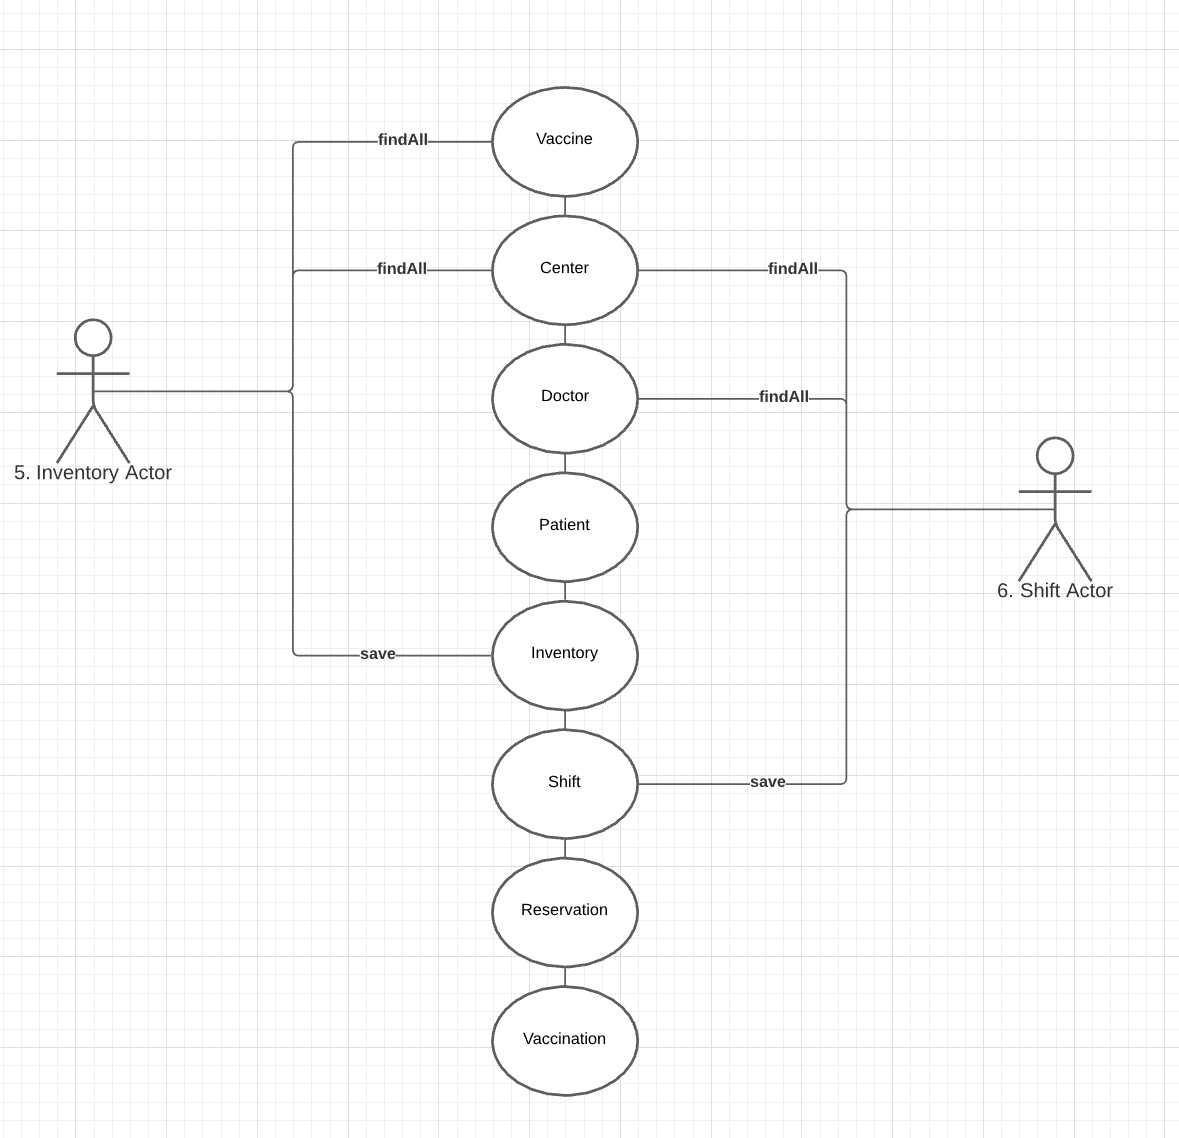 Vaccine
findAll
Center
findAll
findAll
Doctor
findAll
5. Inventory Actor
Patient
6. Shift Actor
Inventory
save
Shift
save
Reservation
Vaccination